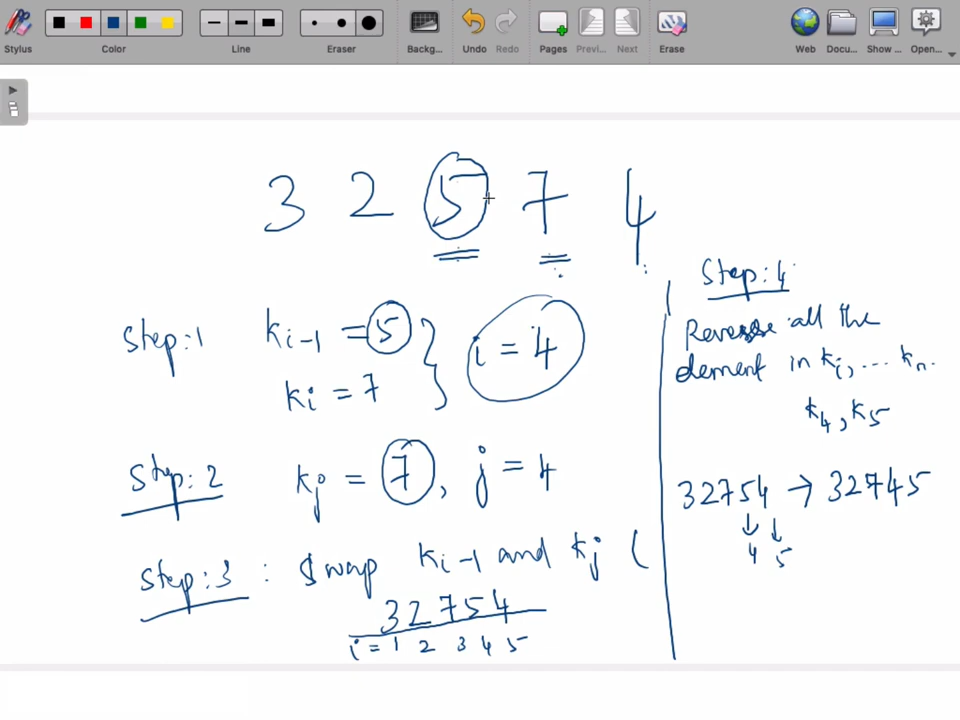 Stylus Color Line Eraser Backg... Undo Redo Pages Previ... Next Erase Web Docu... Show ... Open...
3 2 5 7 4
Step:1 ki-1 = 5
ki = 7
i = 4
Step:2 kj = 7, j = 4
Step:3 : Swap ki-1 and kj (
32754
i = 1 2 3 4 5
Step:4
Reverse all the
element in ki, ... kn.
k4, k5
32754 → 32745
↓ ↓
4 5